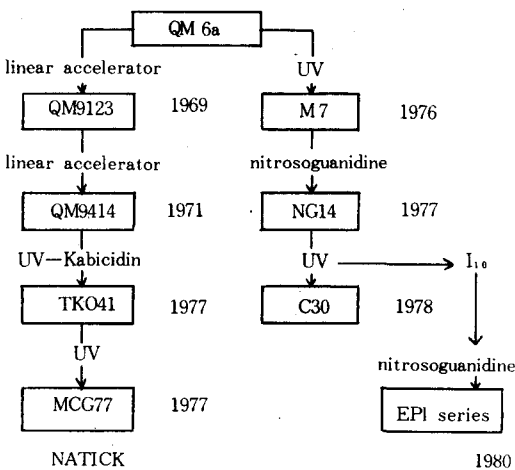 QM 6a
linear accelerator UV
QM9123 1969 M7 1976
linear accelerator nitrosoguanidine
QM9414 1971 NG14 1977
UV—Kabicidin UV I₁₀
TKO41 1977 C30 1978
UV nitrosoguanidine
MCG77 1977 EPl series
NATICK 1980